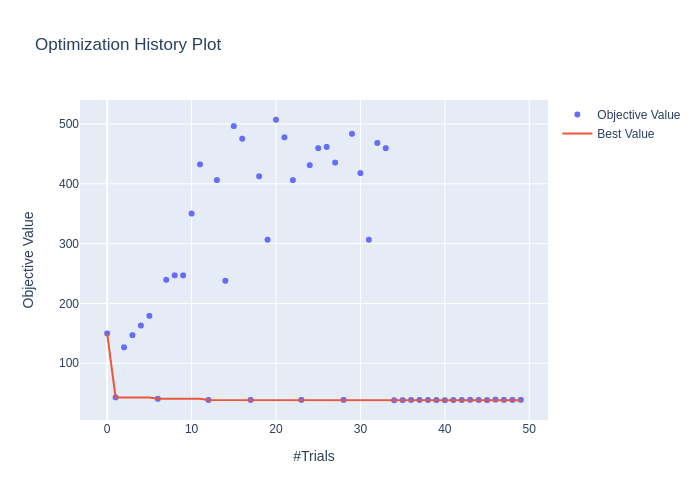 Optimization History Plot
Objective Value
500
400
300
200
100
0
10
20
30
40
50
#Trials
Objective Value
Best Value